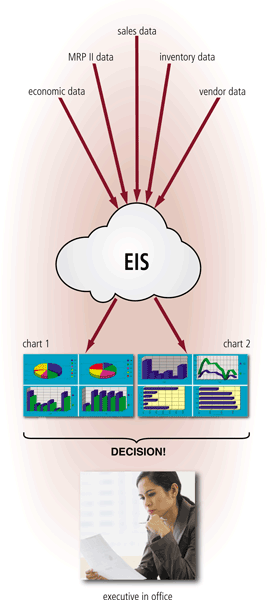 sales data
MRP II data
inventory data
economic data
vendor data
EIS
chart 1
chart 2
DECISION!
executive in office